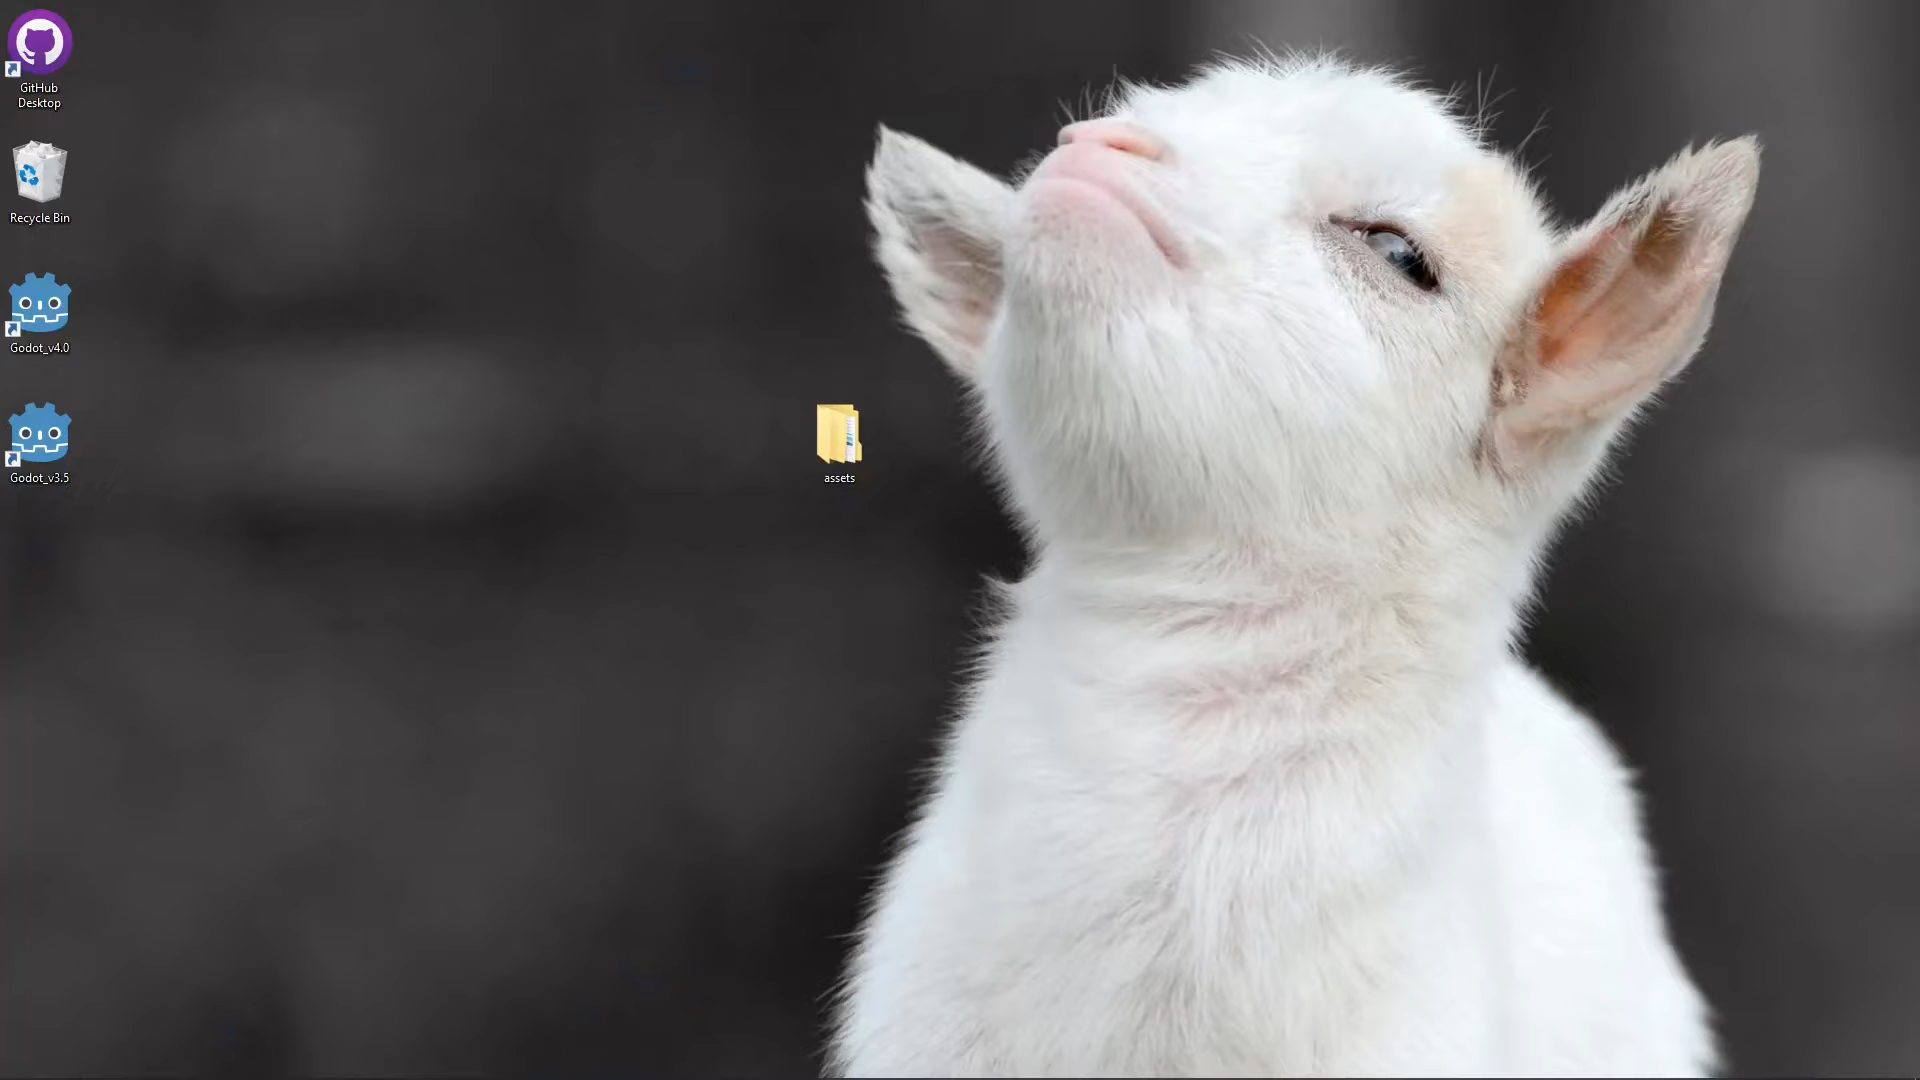 GitHub
Desktop
Recycle Bin
Godot_v4.0
Godot_v3.5
assets